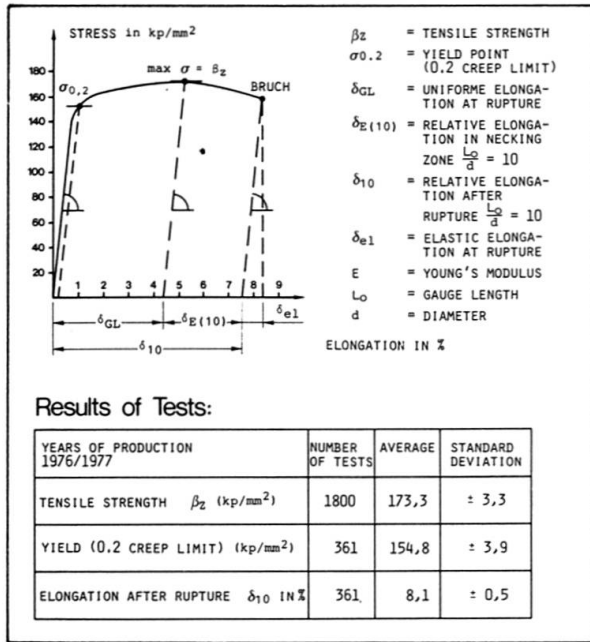 STRESS in kp/mm²
max σ = βz
σ0,2
BRUCH
180
160
140
120
100
80
60
40
20
1 2 3 4 5 6 7 8 9
δGL
δE(10)
δel
δ10
ELONGATION IN %
βz = TENSILE STRENGTH
σ0.2 = YIELD POINT
(0.2 CREEP LIMIT)
δGL = UNIFORME ELONGATION AT RUPTURE
δE(10) = RELATIVE ELONGA-
TION IN NECKING
ZONE Lo/d = 10
δ10 = RELATIVE ELONGA-
TION AFTER
RUPTURE Lo/d = 10
δel = ELASTIC ELONGATION
AT RUPTURE
E = YOUNG'S MODULUS
Lo = GAUGE LENGTH
d = DIAMETER
Results of Tests:
YEARS OF PRODUCTION
1976/1977
NUMBER
OF TESTS
AVERAGE
STANDARD
DEVIATION
TENSILE STRENGTH βz (kp/mm²) 1800 173,3 ± 3,3
YIELD (0.2 CREEP LIMIT) (kp/mm²) 361 154,8 ± 3,9
ELONGATION AFTER RUPTURE δ10 IN % 361 8,1 ± 0,5